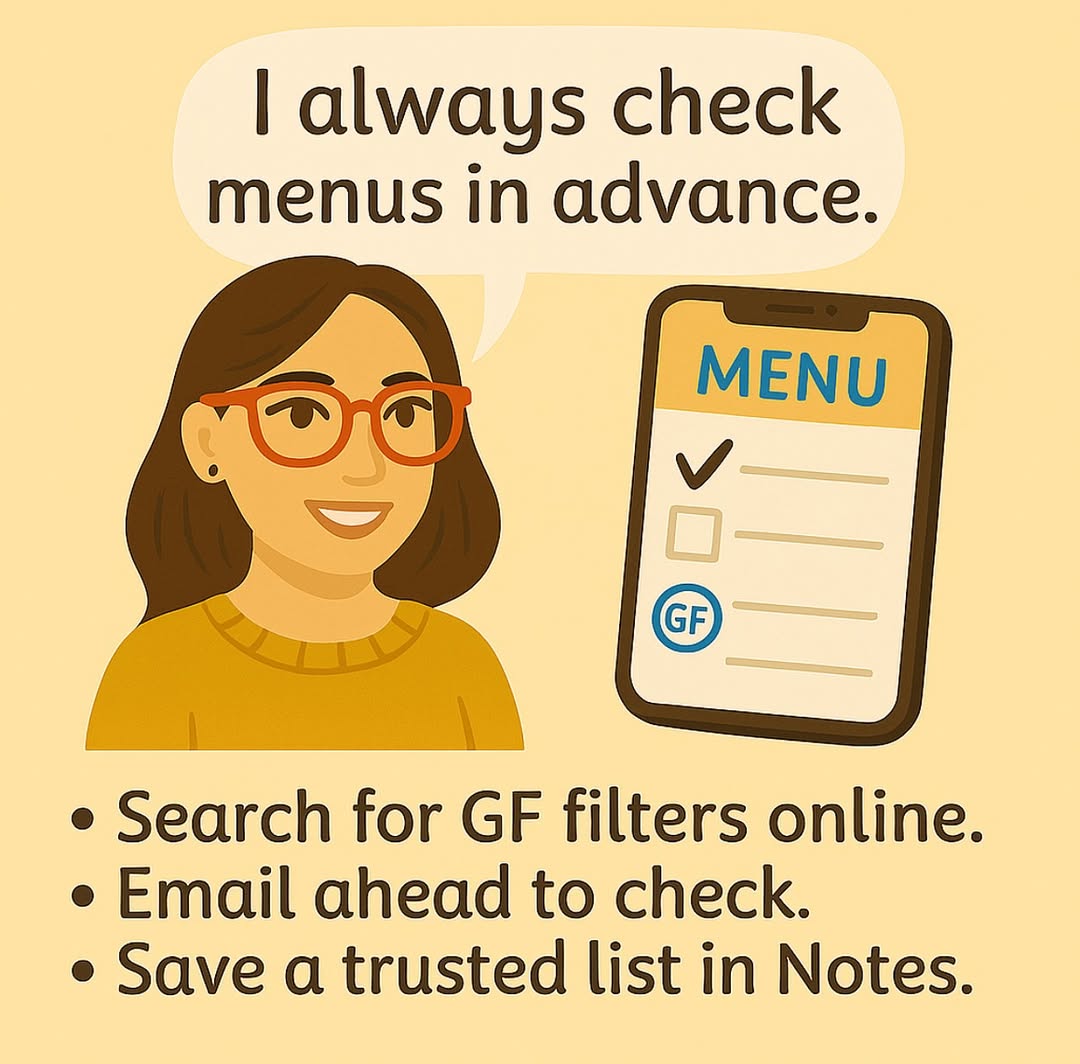 I always check
menus in advance.
MENU
GF
• Search for GF filters online.
• Email ahead to check.
• Save a trusted list in Notes.